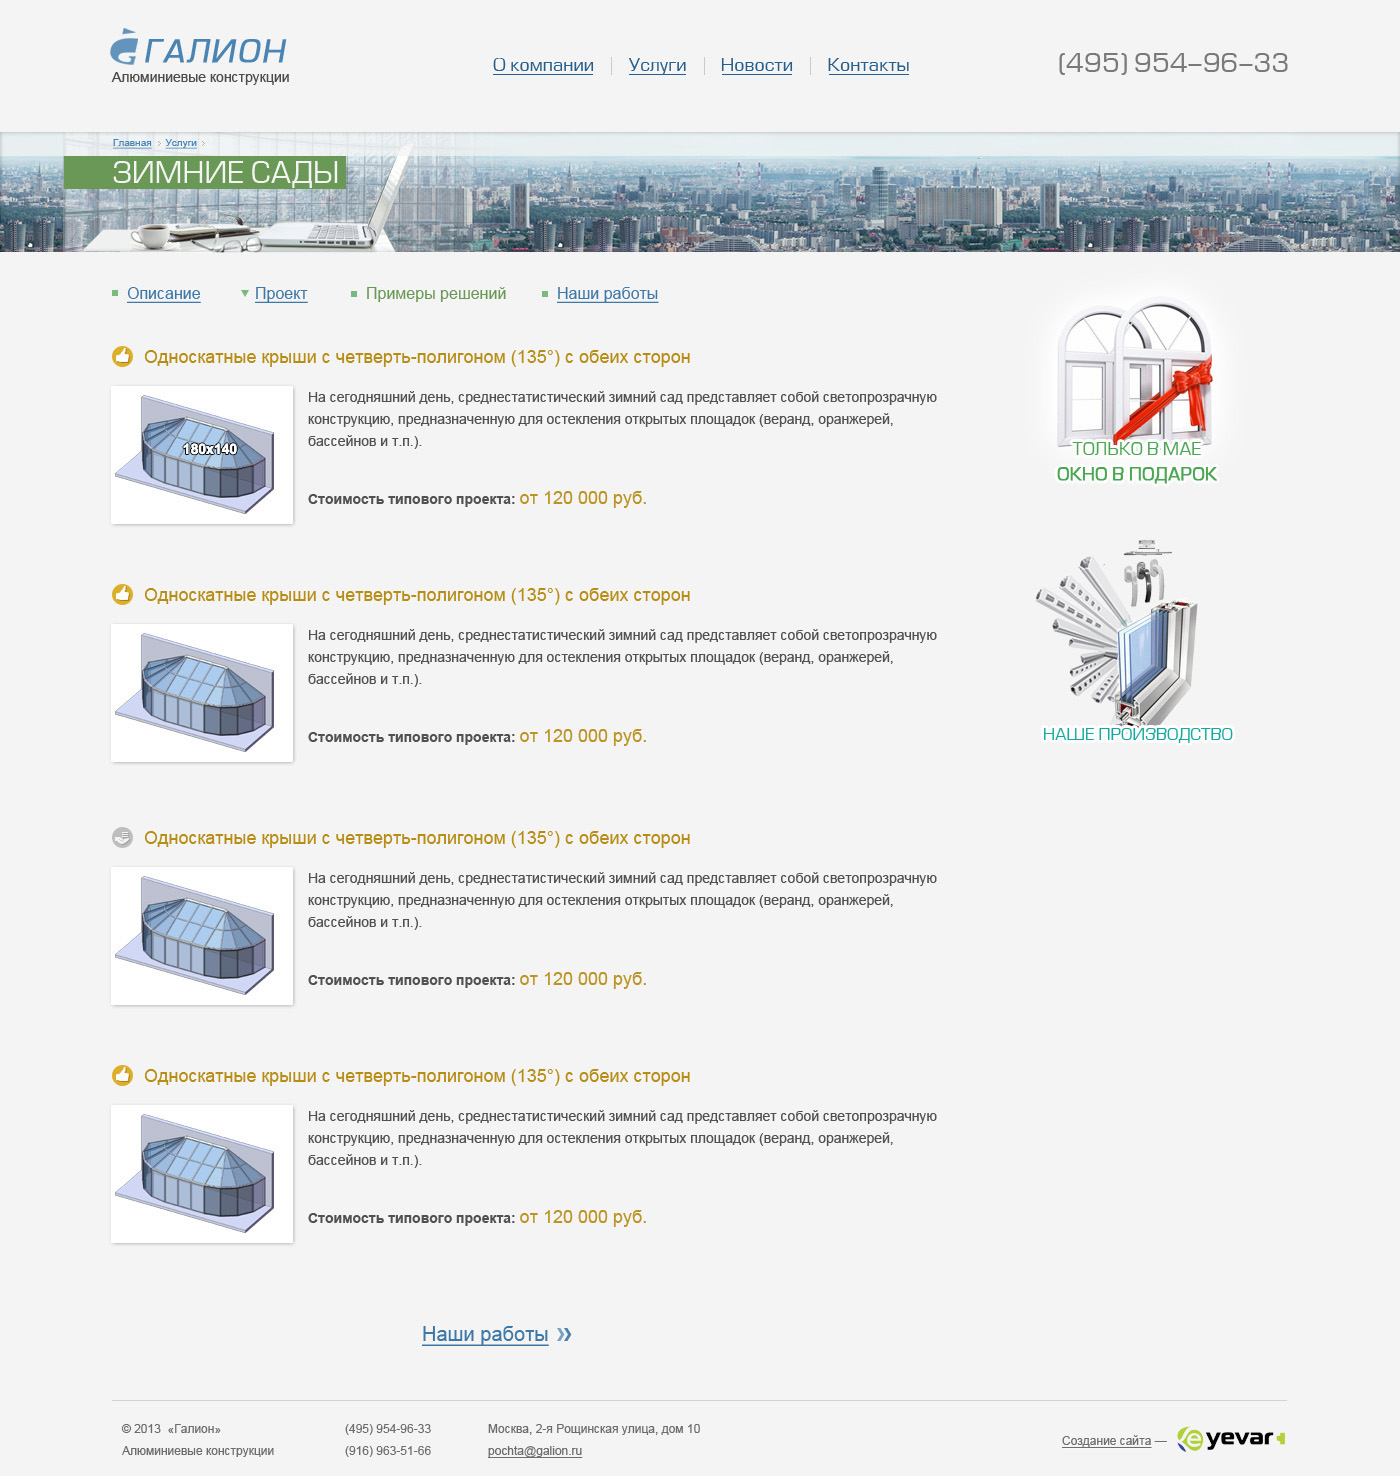 ГАЛИОН
Алюминиевые конструкции
О компании
Услуги
Новости
Контакты
(495) 954–96–33
Главная > Услуги >
ЗИМНИЕ САДЫ
Описание
Проект
Примеры решений
Наши работы
Односкатные крыши с четверть-полигоном (135°) с обеих сторон
180x140
На сегодняшний день, среднестатистический зимний сад представляет собой светопрозрачную
конструкцию, предназначенную для остекления открытых площадок (веранд, оранжерей,
бассейнов и т.п.).
Стоимость типового проекта: от 120 000 руб.
ТОЛЬКО В МАЕ
ОКНО В ПОДАРОК
Односкатные крыши с четверть-полигоном (135°) с обеих сторон
На сегодняшний день, среднестатистический зимний сад представляет собой светопрозрачную
конструкцию, предназначенную для остекления открытых площадок (веранд, оранжерей,
бассейнов и т.п.).
Стоимость типового проекта: от 120 000 руб.
НАШЕ ПРОИЗВОДСТВО
Односкатные крыши с четверть-полигоном (135°) с обеих сторон
На сегодняшний день, среднестатистический зимний сад представляет собой светопрозрачную
конструкцию, предназначенную для остекления открытых площадок (веранд, оранжерей,
бассейнов и т.п.).
Стоимость типового проекта: от 120 000 руб.
Односкатные крыши с четверть-полигоном (135°) с обеих сторон
На сегодняшний день, среднестатистический зимний сад представляет собой светопрозрачную
конструкцию, предназначенную для остекления открытых площадок (веранд, оранжерей,
бассейнов и т.п.).
Стоимость типового проекта: от 120 000 руб.
Наши работы »
© 2013 «Галион»
Алюминиевые конструкции
(495) 954-96-33
(916) 963-51-66
Москва, 2-я Рощинская улица, дом 10
pochta@galion.ru
Создание сайта —
yevar